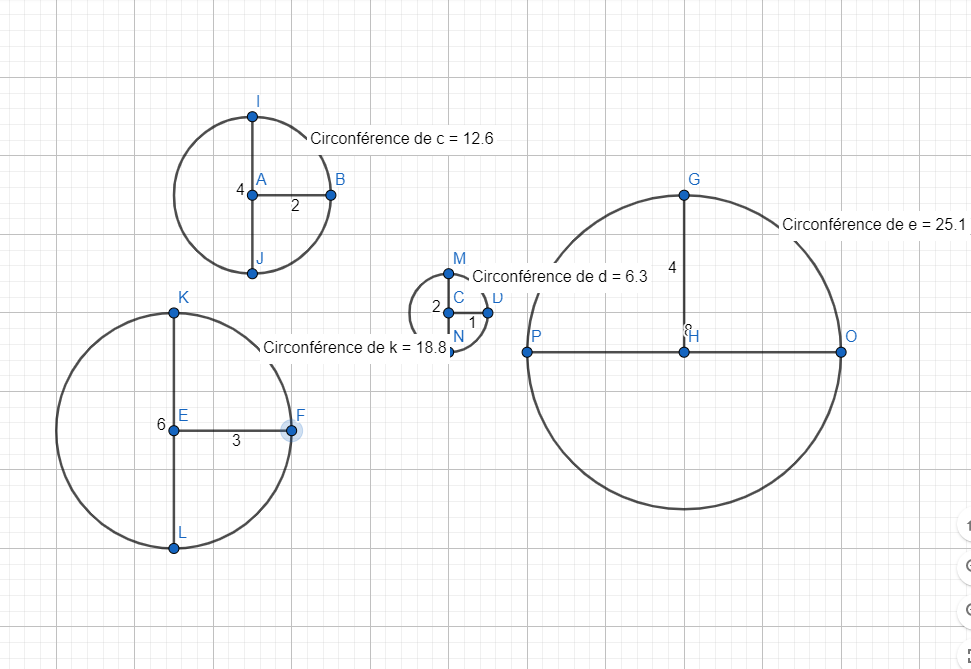 I
Circonférence de c = 12.6
4
A
B
2
J
G
Circonférence de e = 25.1
4
M
Circonférence de d = 6.3
C
D
2
1
N
K
Circonférence de k = 18.8
P
8
H
O
6
E
F
3
L